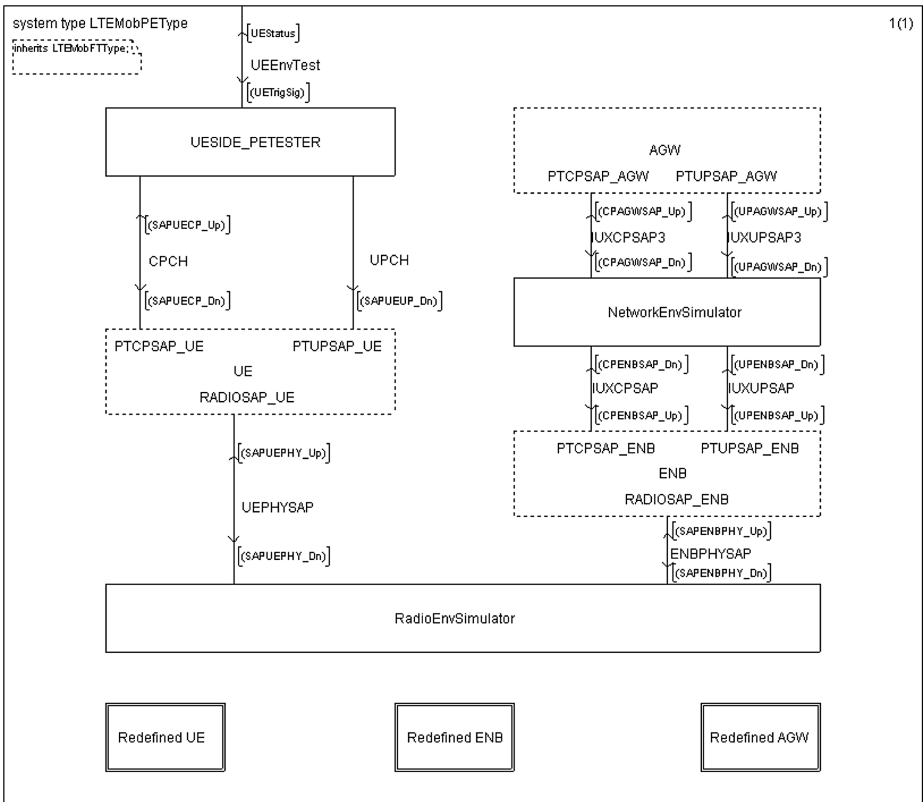 system type LTEMobPEType
1(1)
inherits LTEMobFTType;
[UEStatus]
UEEnvTest
[(UETrigSig)]
UESIDE_PETESTER
AGW
PTCPSAP_AGW PTUPSAP_AGW
[(CPAGWSAP_Up)] [(UPAGWSAP_Up)]
[(SAPUECP_Up)]
IUXCPSAP3 IUXUPSAP3
CPCH UPCH
[(CPAGWSAP_Dn)] [(UPAGWSAP_Dn)]
[(SAPUECP_Dn)] [(SAPUEUP_Dn)]
NetworkEnvSimulator
PTCPSAP_UE PTUPSAP_UE
UE
RADIOSAP_UE
[(CPENBSAP_Dn)] [(UPENBSAP_Dn)]
IUXCPSAP IUXUPSAP
[(CPENBSAP_Up)] [(UPENBSAP_Up)]
PTCPSAP_ENB PTUPSAP_ENB
ENB
RADIOSAP_ENB
[(SAPUEPHY_Up)]
UEPHYSAP
[(SAPUEPHY_Dn)]
[(SAPENBPHY_Up)]
ENBPHYSAP
[(SAPENBPHY_Dn)]
RadioEnvSimulator
Redefined UE
Redefined ENB
Redefined AGW